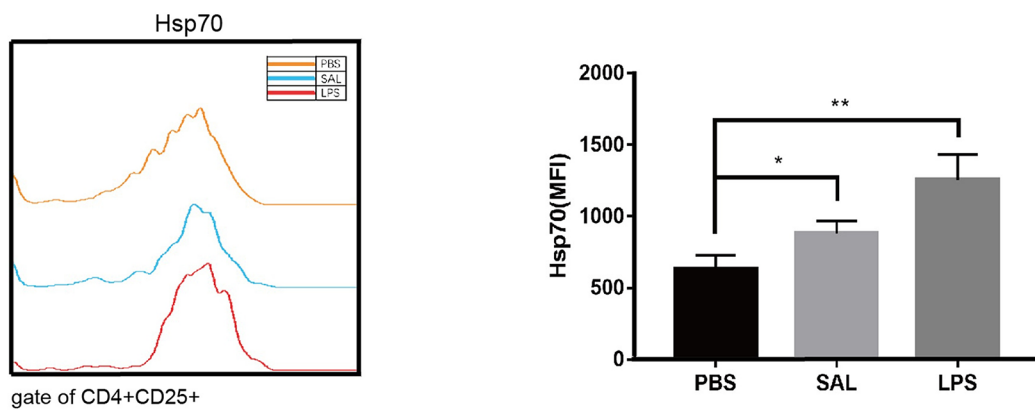 Hsp70
PBS
SAL
LPS
gate of CD4+CD25+
Hsp70(MFI)
2000
1500
1000
500
0
**
*
PBS SAL LPS